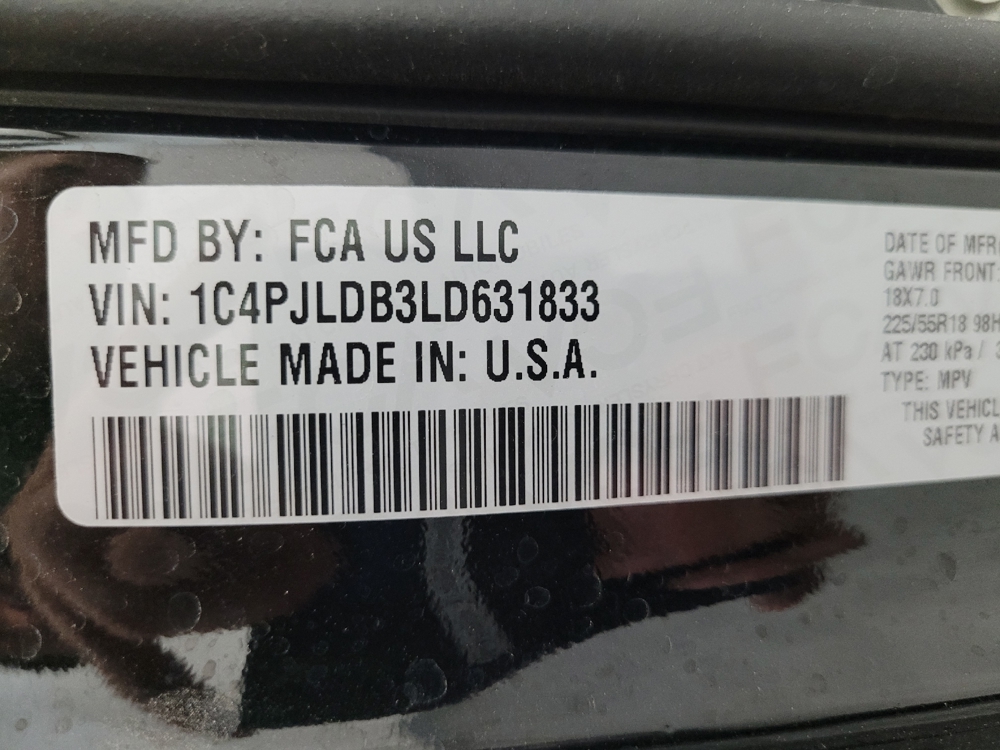 MFD BY: FCA US LLC
VIN: 1C4PJLDB3LD631833
VEHICLE MADE IN: U.S.A.
DATE OF MFR
GAWR FRONT:
18X7.0
225/55R18 98H
AT 230 kPa /
TYPE: MPV
THIS VEHICL
SAFETY A